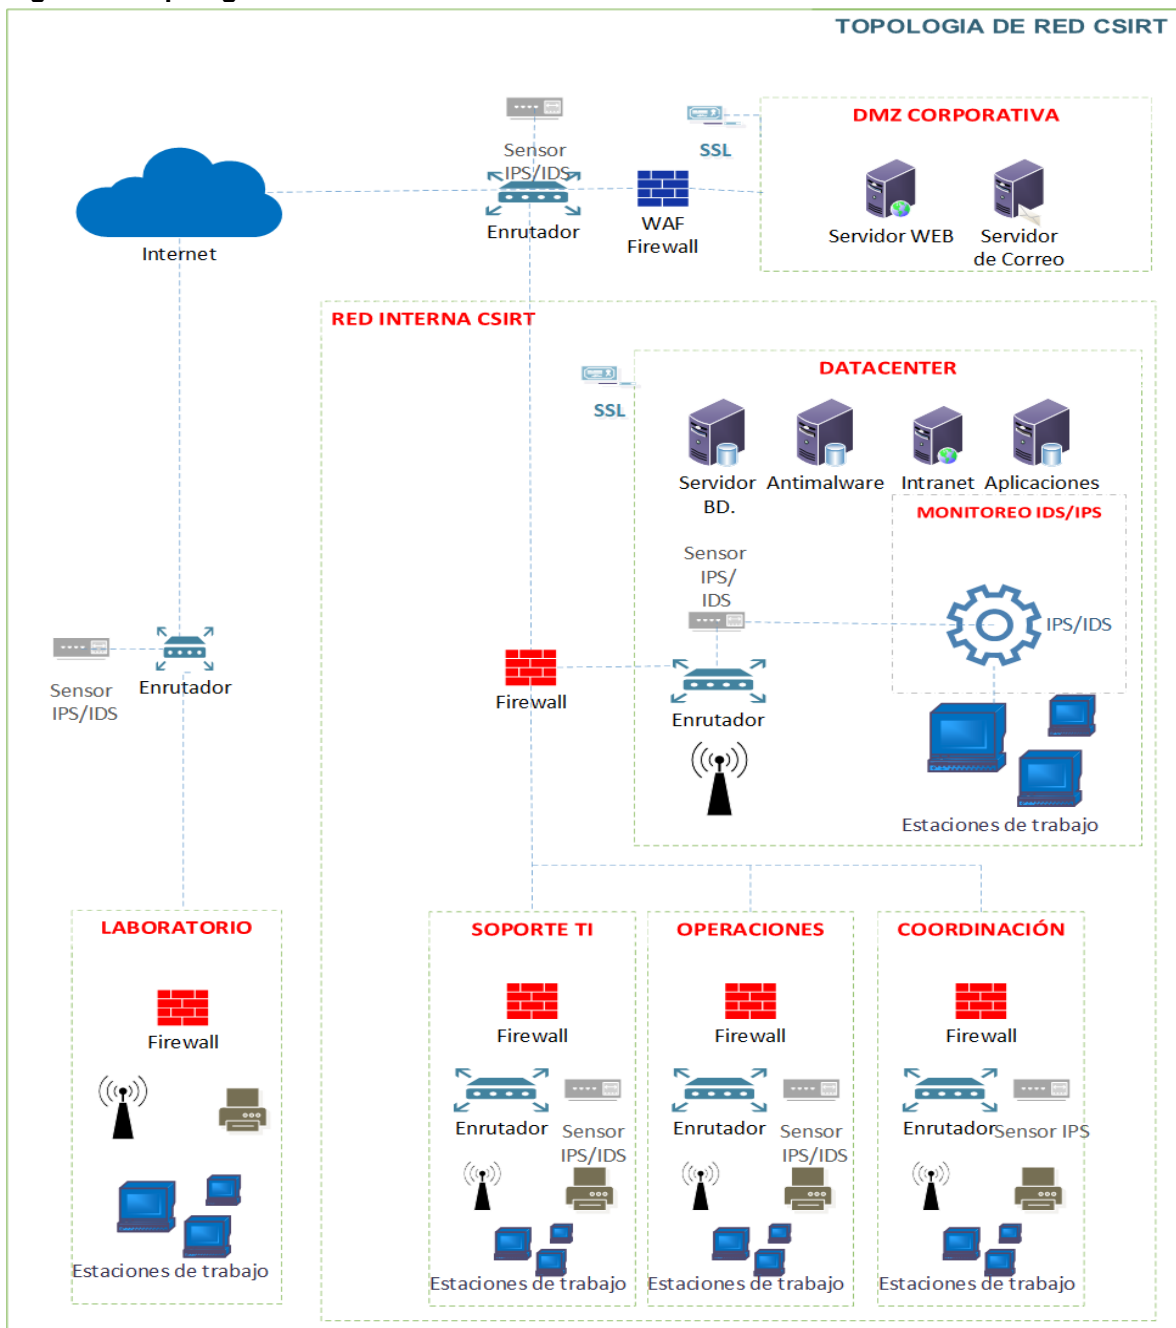 TOPOLOGIA DE RED CSIRT
DMZ CORPORATIVA
SSL
Sensor
IPS/IDS
Enrutador
WAF
Firewall
Servidor WEB
Servidor
de Correo
Internet
RED INTERNA CSIRT
DATACENTER
SSL
Servidor
BD.
Antimalware
Intranet
Aplicaciones
MONITOREO IDS/IPS
Sensor
IPS/
IDS
IPS/IDS
Sensor
IPS/IDS
Enrutador
Firewall
Enrutador
Estaciones de trabajo
LABORATORIO
Firewall
Estaciones de trabajo
SOPORTE TI
Firewall
Enrutador
Sensor
IPS/IDS
Estaciones de trabajo
OPERACIONES
Firewall
Enrutador
Sensor
IPS/IDS
Estaciones de trabajo
COORDINACIÓN
Firewall
Enrutador
Sensor IPS
Estaciones de trabajo